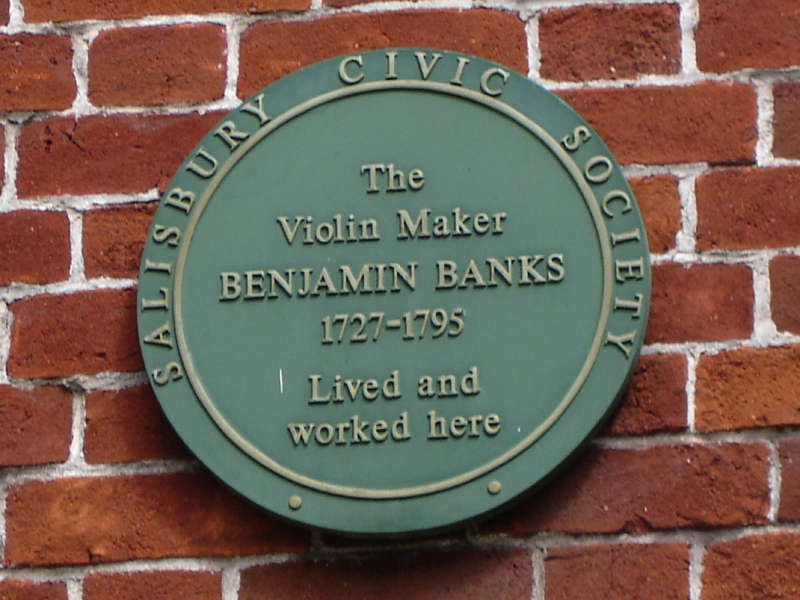 SALISBURY CIVIC SOCIETY
The
Violin Maker
BENJAMIN BANKS
1727-1795
Lived and
worked here